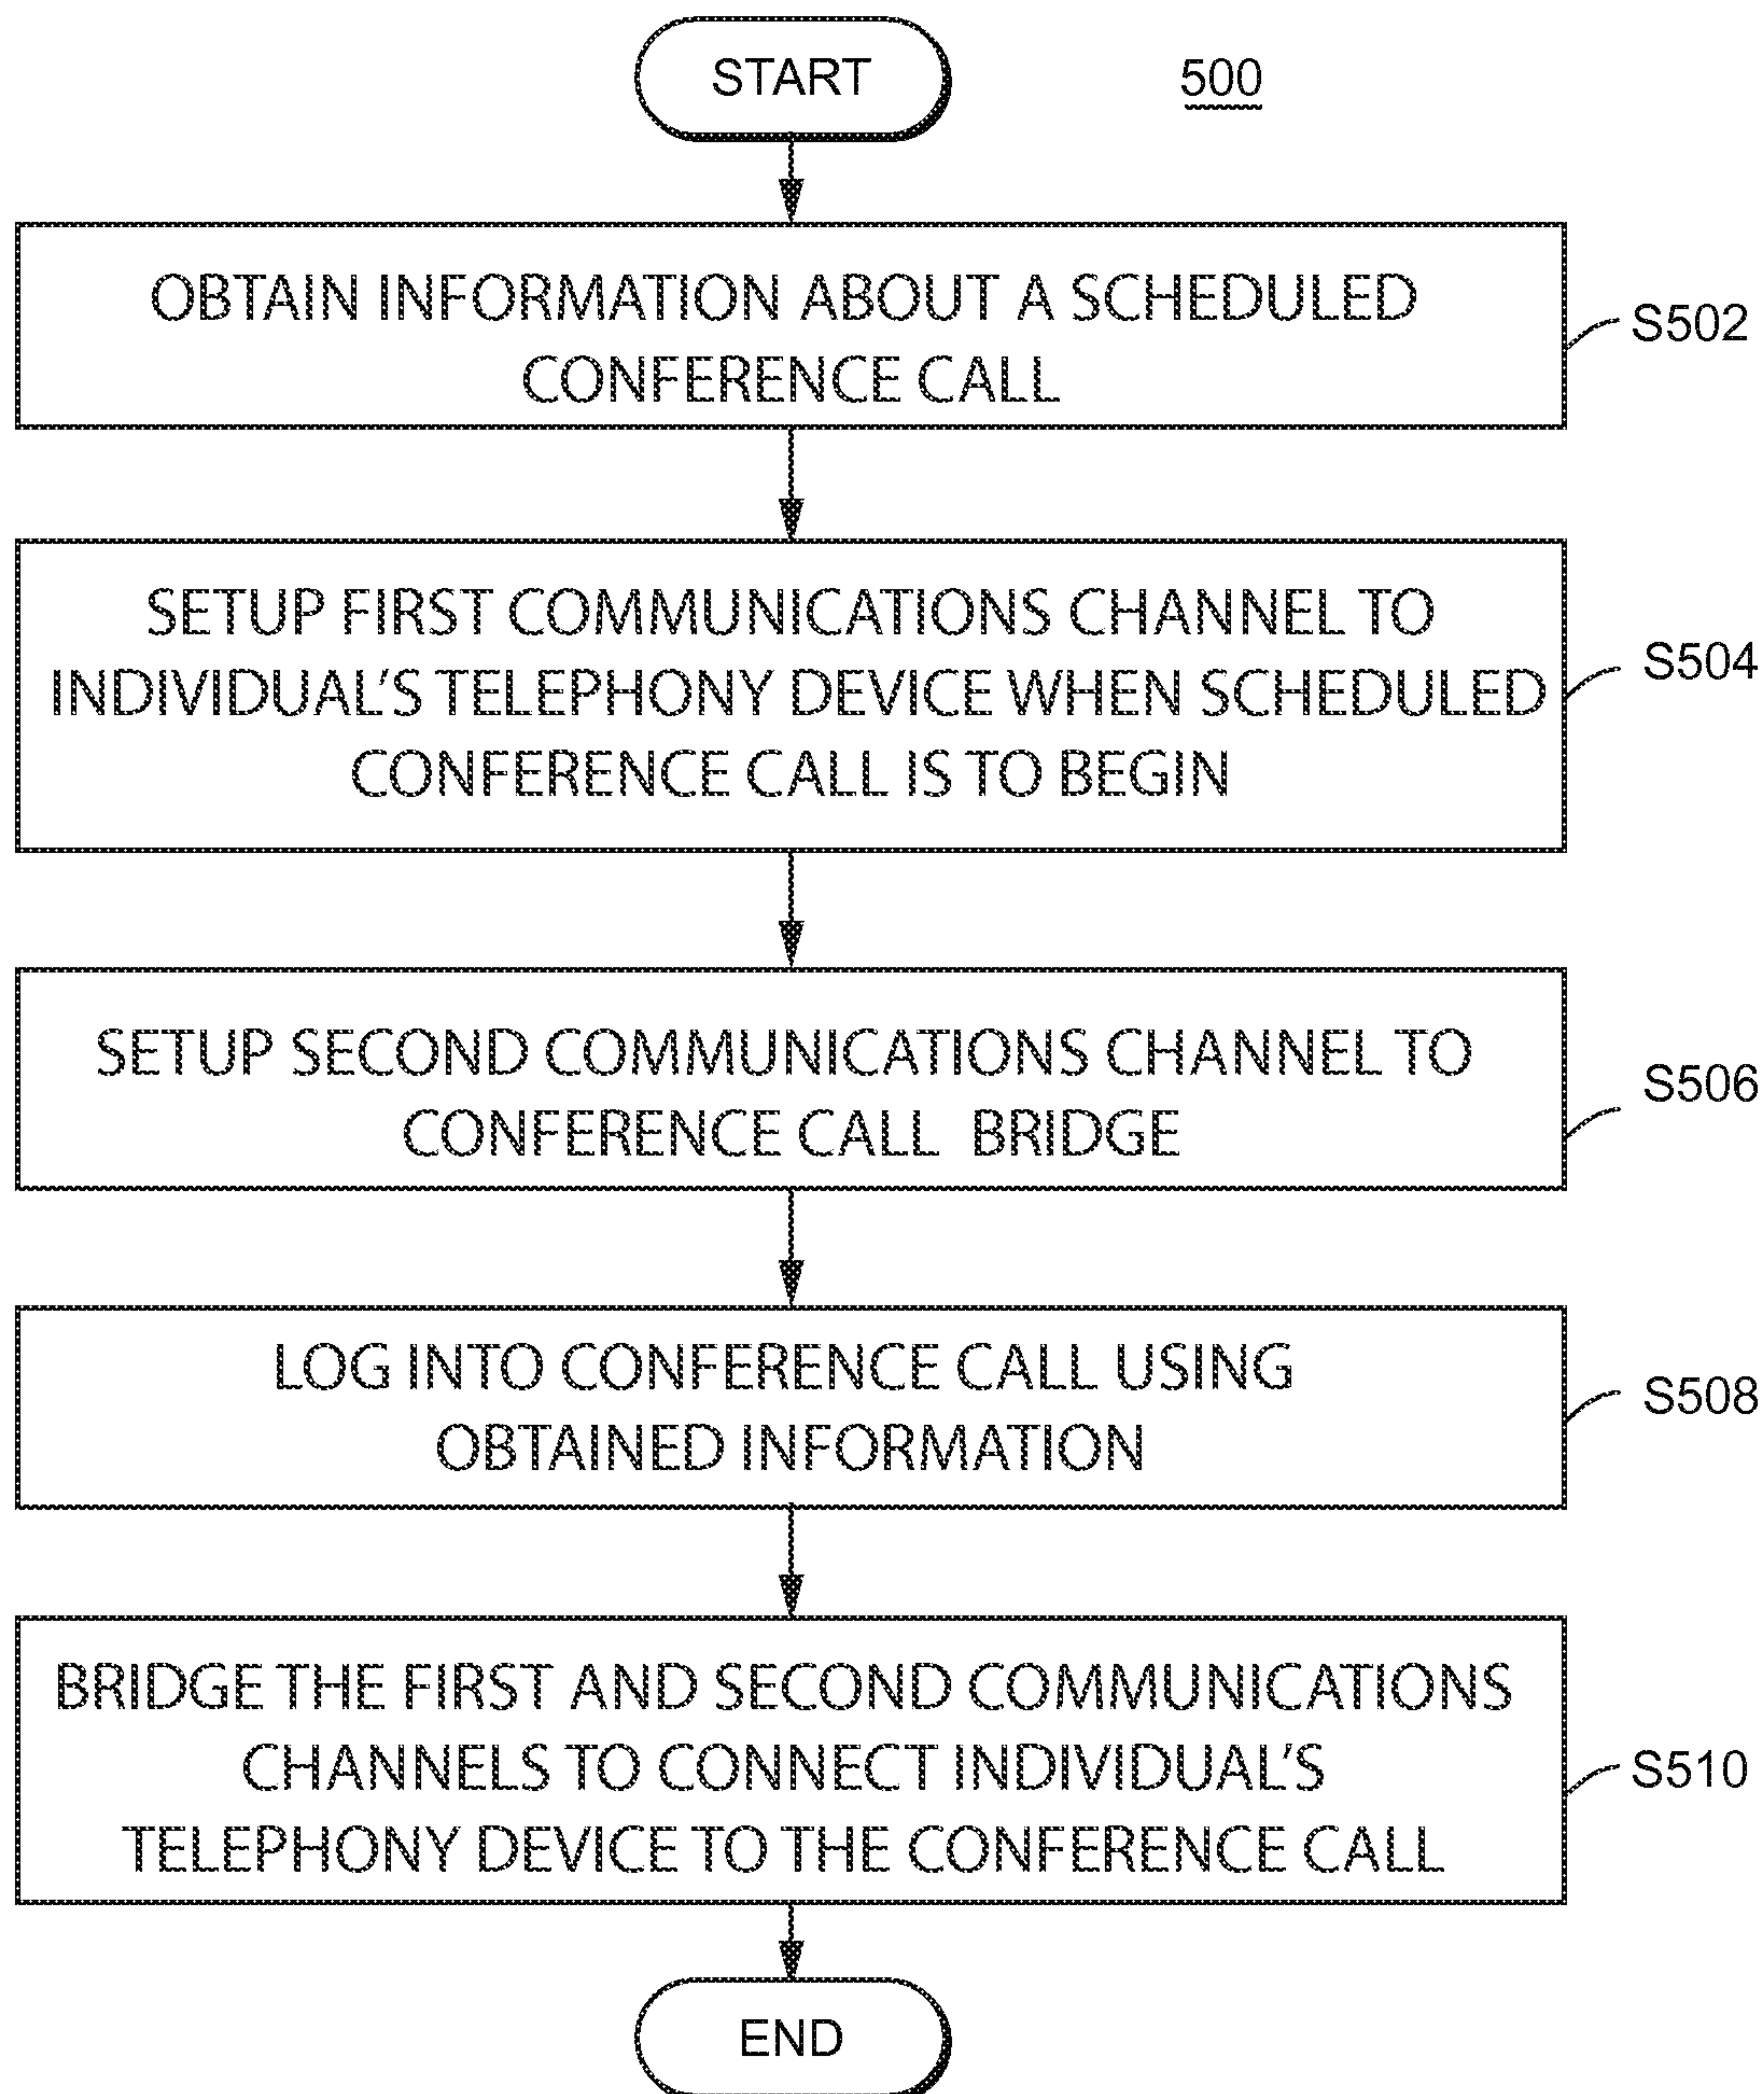 START
500
OBTAIN INFORMATION ABOUT A SCHEDULED
CONFERENCE CALL
S502
SETUP FIRST COMMUNICATIONS CHANNEL TO
INDIVIDUAL'S TELEPHONY DEVICE WHEN SCHEDULED
CONFERENCE CALL IS TO BEGIN
S504
SETUP SECOND COMMUNICATIONS CHANNEL TO
CONFERENCE CALL BRIDGE
S506
LOG INTO CONFERENCE CALL USING
OBTAINED INFORMATION
S508
BRIDGE THE FIRST AND SECOND COMMUNICATIONS
CHANNELS TO CONNECT INDIVIDUAL'S
TELEPHONY DEVICE TO THE CONFERENCE CALL
S510
END